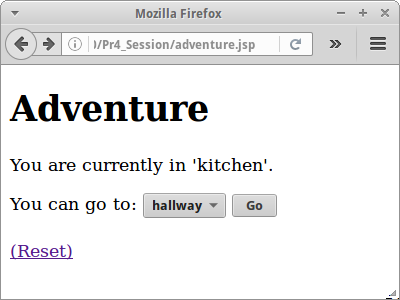 Mozilla Firefox
)/Pr4_Session/adventure.jsp
Adventure
You are currently in 'kitchen'.
You can go to: hallway Go
(Reset)